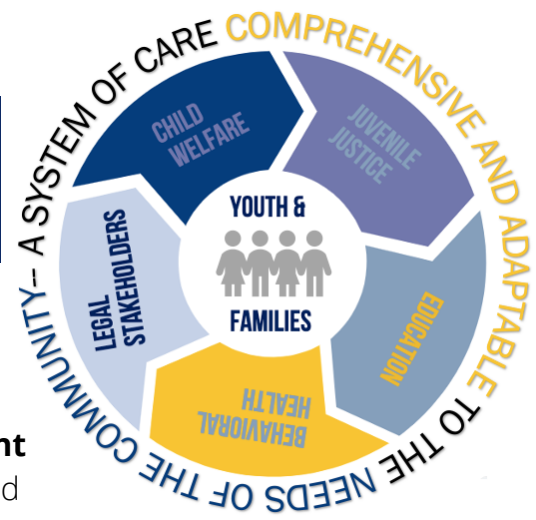 A SYSTEM OF CARE COMPREHENSIVE AND ADAPTABLE TO THE NEEDS OF THE COMMUNITY–
CHILD
WELFARE
JUVENILE
JUSTICE
EDUCATION
BEHAVIORAL
HEALTH
LEGAL
STAKEHOLDERS
YOUTH &
FAMILIES
nt
d